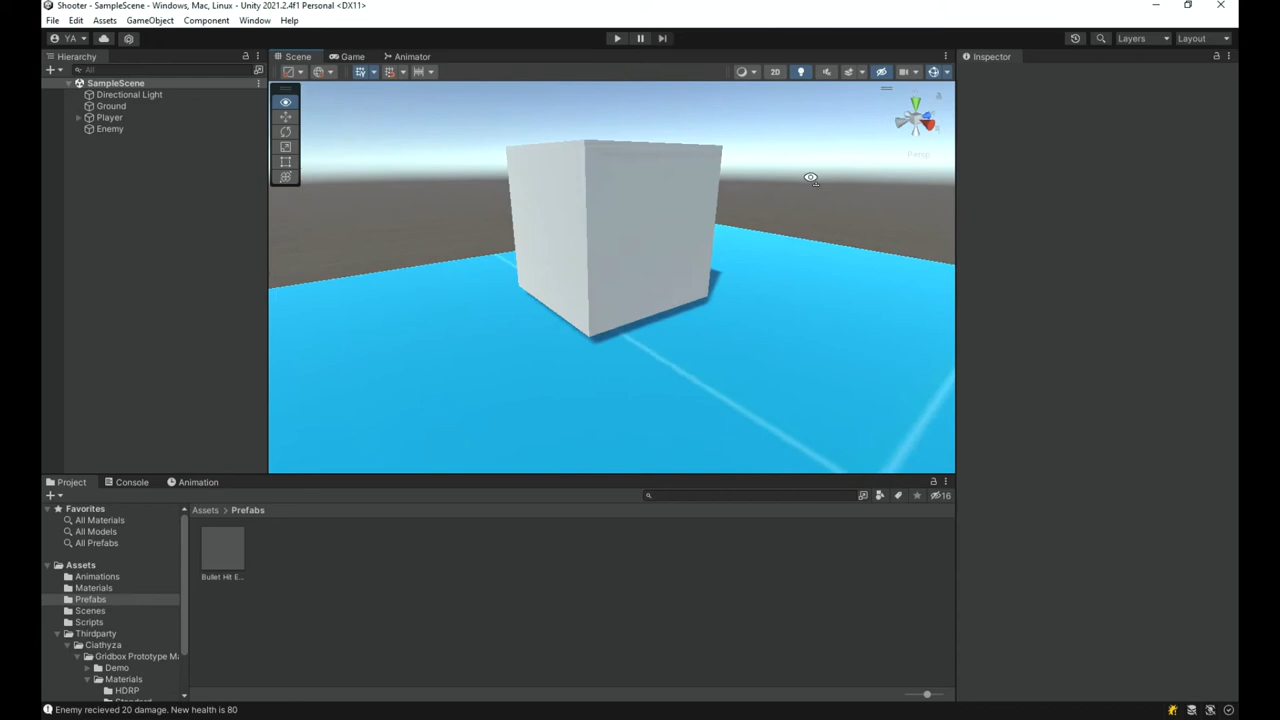 Shooter - SampleScene - Windows, Mac, Linux - Unity 2021.2.4f1 Personal <DX11>
File Edit Assets GameObject Component Window Help
YA
Layers Layout
Hierarchy
Scene Game Animator
Inspector
All
2D
SampleScene
Directional Light
Ground
Player
Enemy
Persp
Project Console Animation
16
Favorites
All Materials
All Models
All Prefabs
Assets > Prefabs
Bullet Hit E...
Assets
Animations
Materials
Prefabs
Scenes
Scripts
Thirdparty
Ciathyza
Gridbox Prototype Ma
Demo
Materials
HDRP
Enemy recieved 20 damage. New health is 80